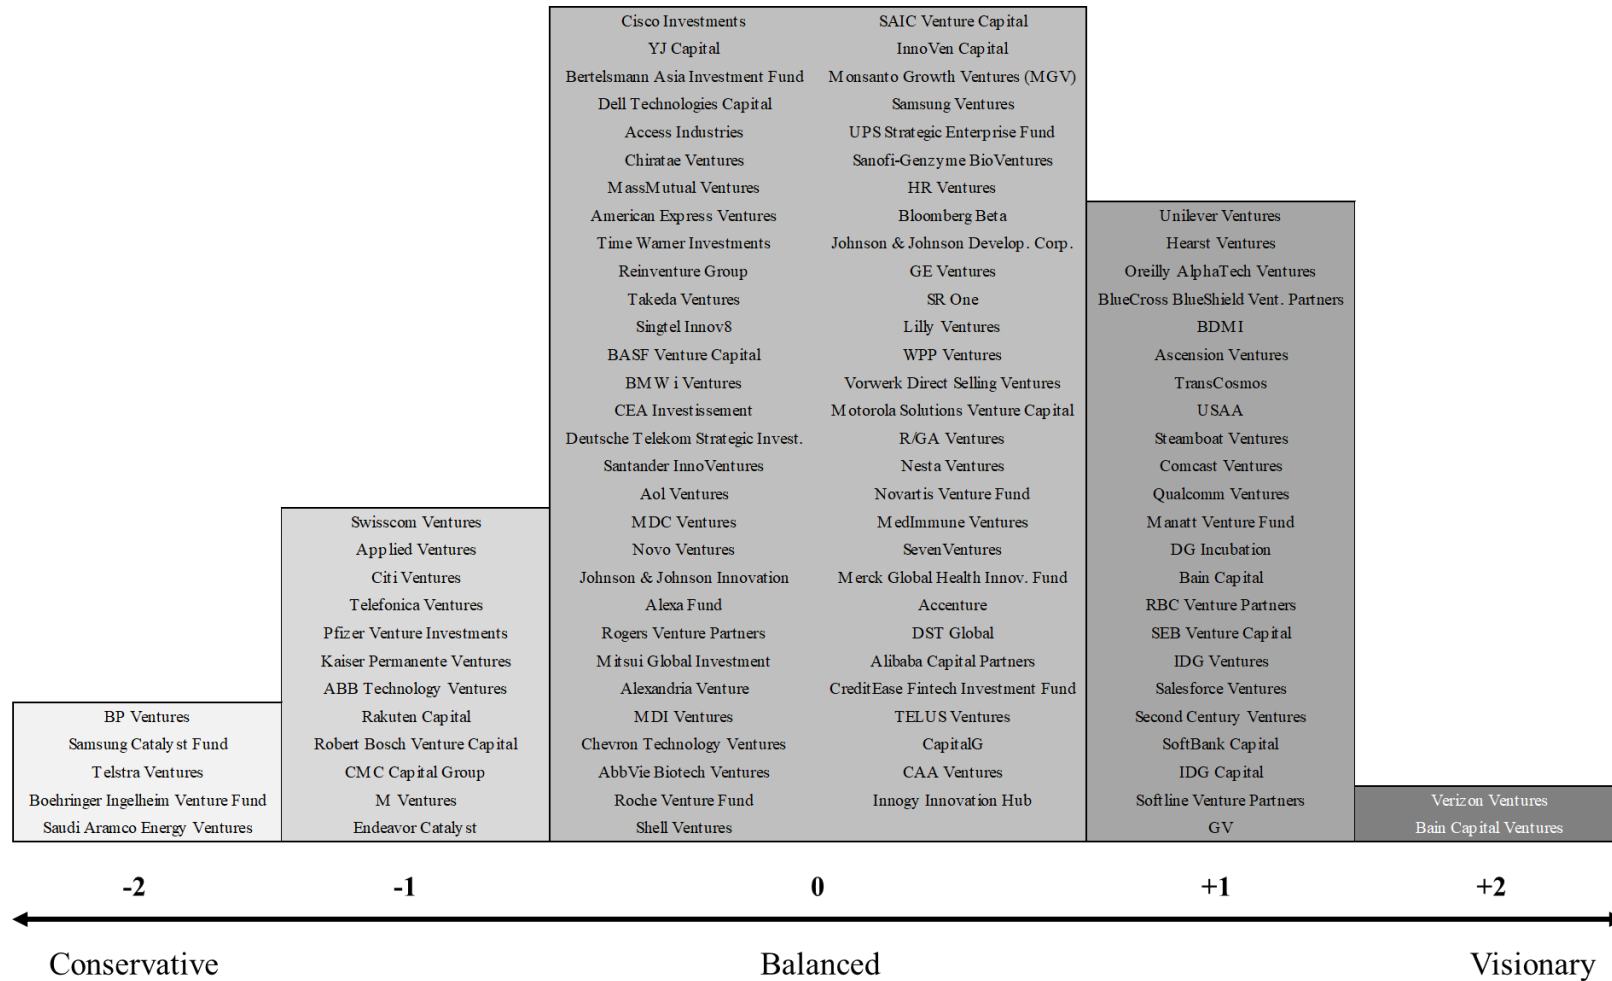 BP Ventures
Samsung Catalyst Fund
Telstra Ventures
Boehringer Ingelheim Venture Fund
Saudi Aramco Energy Ventures
Swisscom Ventures
Applied Ventures
Citi Ventures
Telefonica Ventures
Pfizer Venture Investments
Kaiser Permanente Ventures
ABB Technology Ventures
Rakuten Capital
Robert Bosch Venture Capital
CMC Capital Group
M Ventures
Endeavor Catalyst
Cisco Investments
YJ Capital
Bertelsmann Asia Investment Fund
Dell Technologies Capital
Access Industries
Chiratae Ventures
MassMutual Ventures
American Express Ventures
Time Warner Investments
Reinventure Group
Takeda Ventures
Singtel Innov8
BASF Venture Capital
BMW i Ventures
CEA Investissement
Deutsche Telekom Strategic Invest.
Santander InnoVentures
Aol Ventures
MDC Ventures
Novo Ventures
Johnson & Johnson Innovation
Alexa Fund
Rogers Venture Partners
Mitsui Global Investment
Alexandria Venture
MDI Ventures
Chevron Technology Ventures
AbbVie Biotech Ventures
Roche Venture Fund
Shell Ventures
SAIC Venture Capital
InnoVen Capital
Monsanto Growth Ventures (MGV)
Samsung Ventures
UPS Strategic Enterprise Fund
Sanofi-Genzyme BioVentures
HR Ventures
Bloomberg Beta
Johnson & Johnson Develop. Corp.
GE Ventures
SR One
Lilly Ventures
WPP Ventures
Vorwerk Direct Selling Ventures
Motorola Solutions Venture Capital
R/GA Ventures
Nesta Ventures
Novartis Venture Fund
MedImmune Ventures
SevenVentures
Merck Global Health Innov. Fund
Accenture
DST Global
Alibaba Capital Partners
CreditEase Fintech Investment Fund
TELUS Ventures
CapitalG
CAA Ventures
Innogy Innovation Hub
Unilever Ventures
Hearst Ventures
Oreilly AlphaTech Ventures
BlueCross BlueShield Vent. Partners
BDMI
Ascension Ventures
TransCosmos
USAA
Steamboat Ventures
Comcast Ventures
Qualcomm Ventures
Manatt Venture Fund
DG Incubation
Bain Capital
RBC Venture Partners
SEB Venture Capital
IDG Ventures
Salesforce Ventures
Second Century Ventures
SoftBank Capital
IDG Capital
Softline Venture Partners
GV
Verizon Ventures
Bain Capital Ventures
-2
-1
0
+1
+2
Conservative
Balanced
Visionary